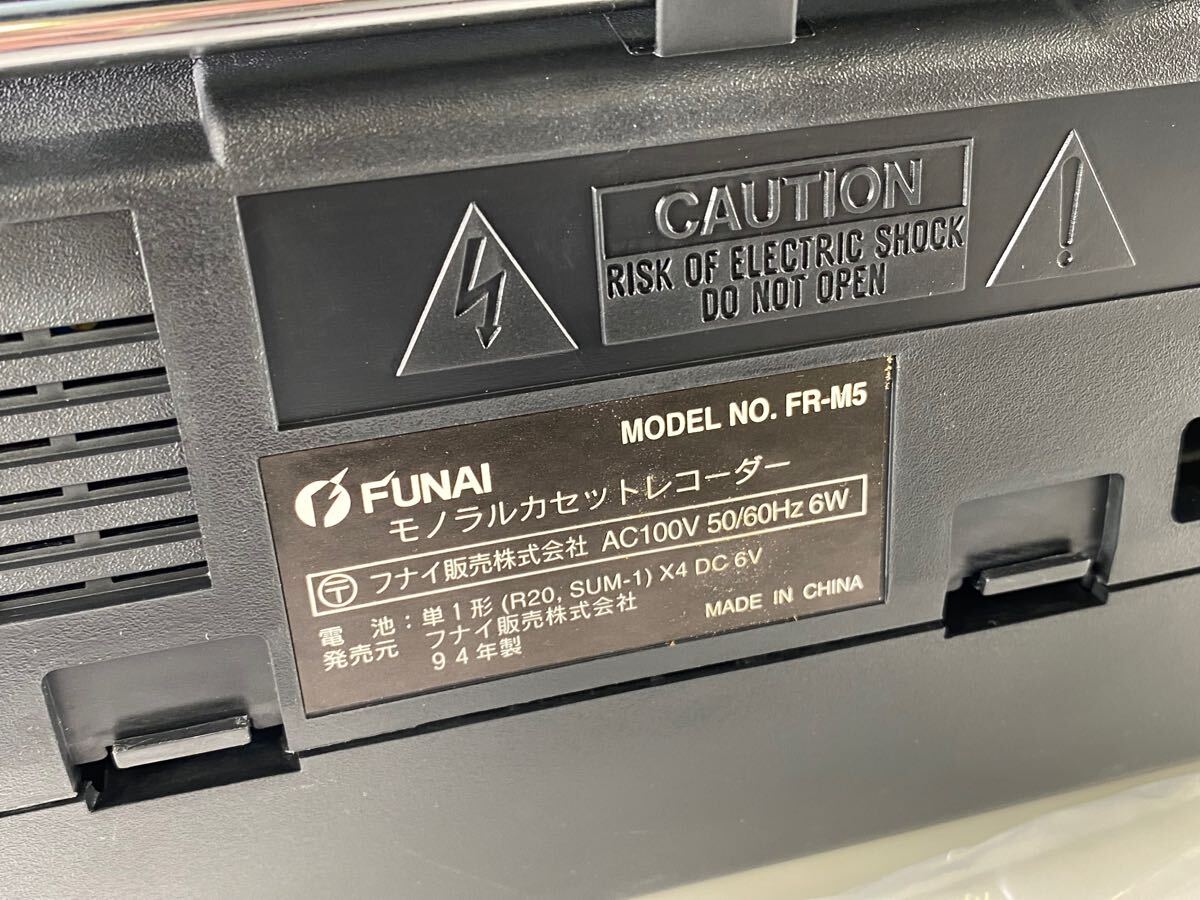 CAUTION
RISK OF ELECTRIC SHOCK
DO NOT OPEN
MODEL NO. FR-M5
FUNAI
モノラルカセットレコーダー
〒 フナイ販売株式会社 AC100V 50/60Hz 6W
電　池：単1形 (R20, SUM-1) X4 DC 6V
発売元　フナイ販売株式会社
94年製
MADE IN CHINA